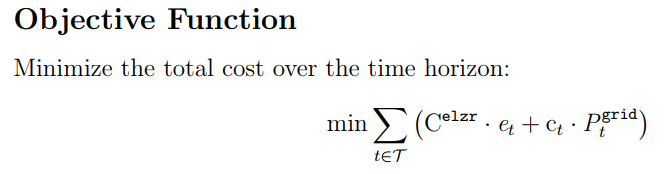 Objective Function
Minimize the total cost over the time horizon:
min ∑_{t∈𝒯} (C^{elzr} · e_t + c_t · P_t^{grid})